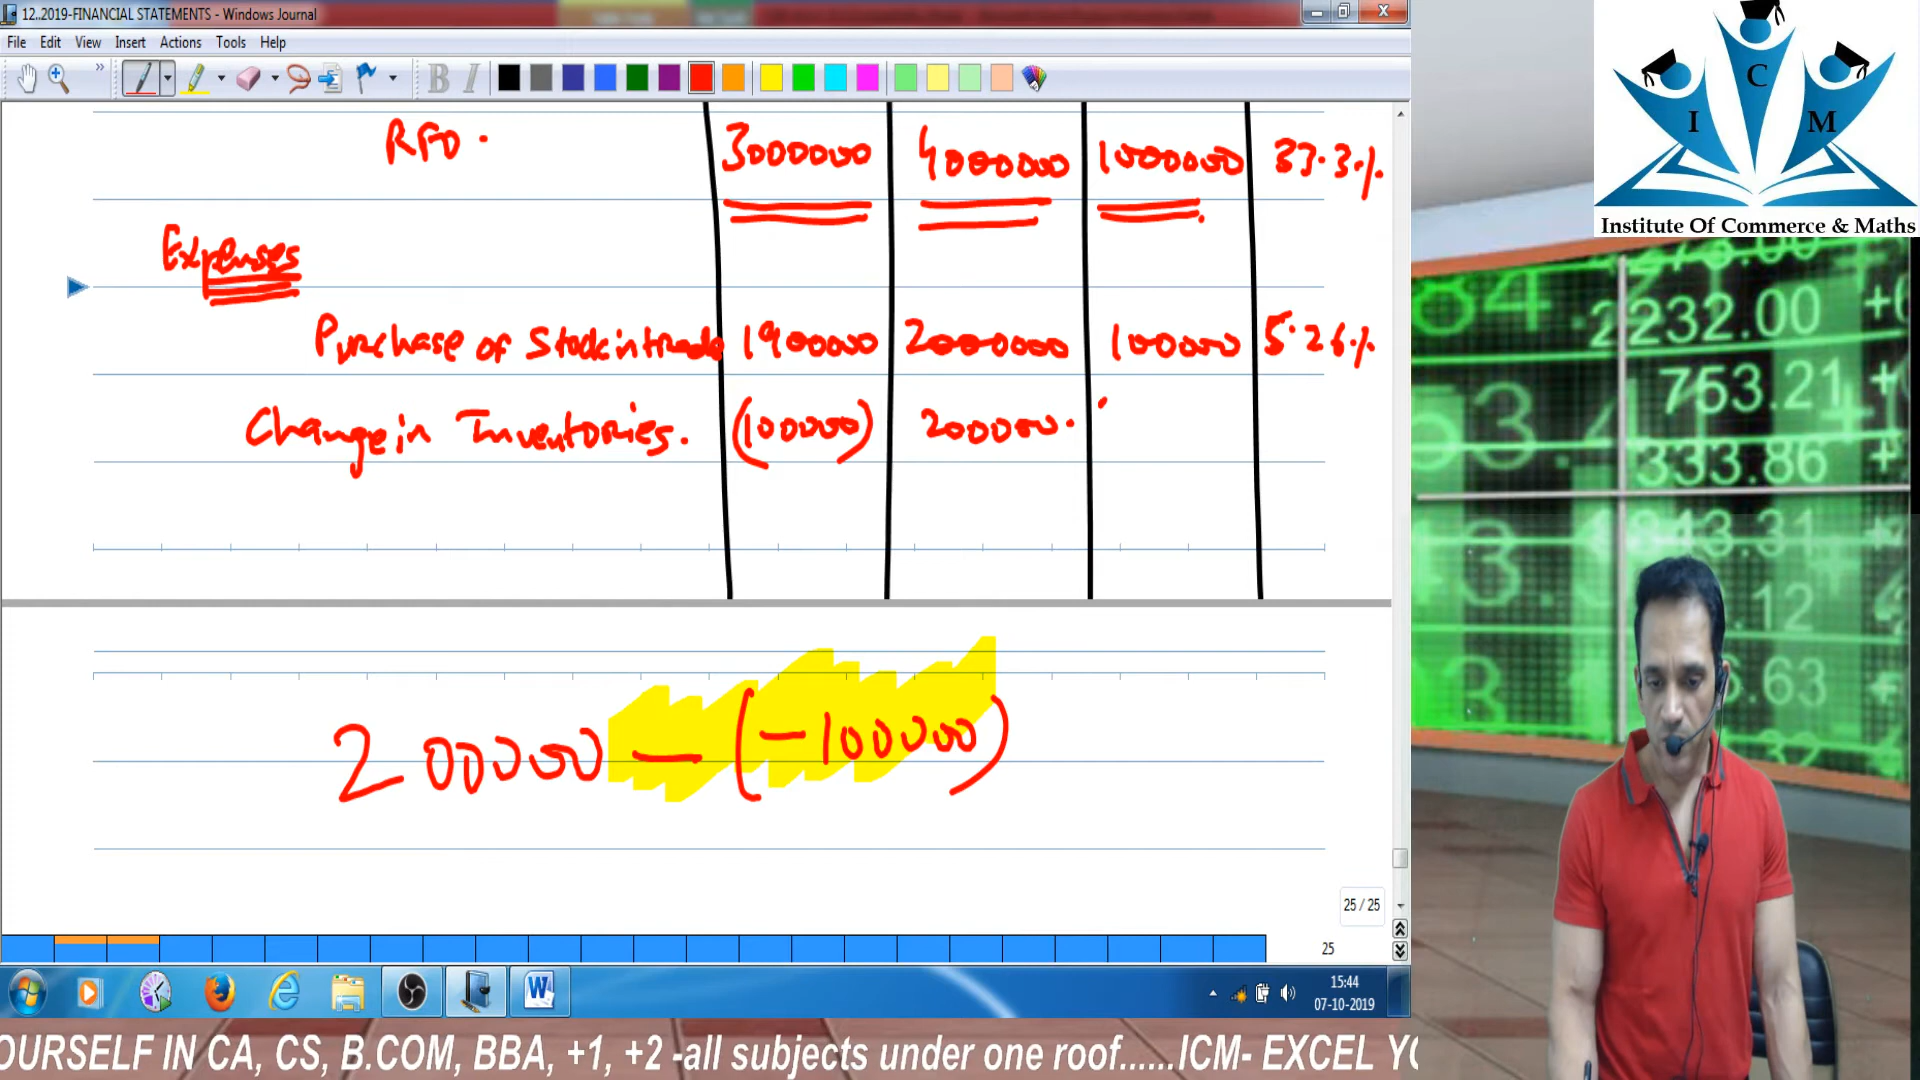 12..2019-FINANCIAL STATEMENTS - Windows Journal
File Edit View Insert Actions Tools Help
B I
RFO. 3000000 4000000 1000000 33.3%
Expenses
Purchase of Stock in trade 1900000 2000000 100000 5.26%
Change in Inventories. (100000) 200000.
200000 - (-100000)
25 / 25
25
15:44
07-10-2019
I C M
Institute Of Commerce & Maths
2232.00
753.21
333.86
OURSELF IN CA, CS, B.COM, BBA, +1, +2 -all subjects under one roof......ICM- EXCEL YO